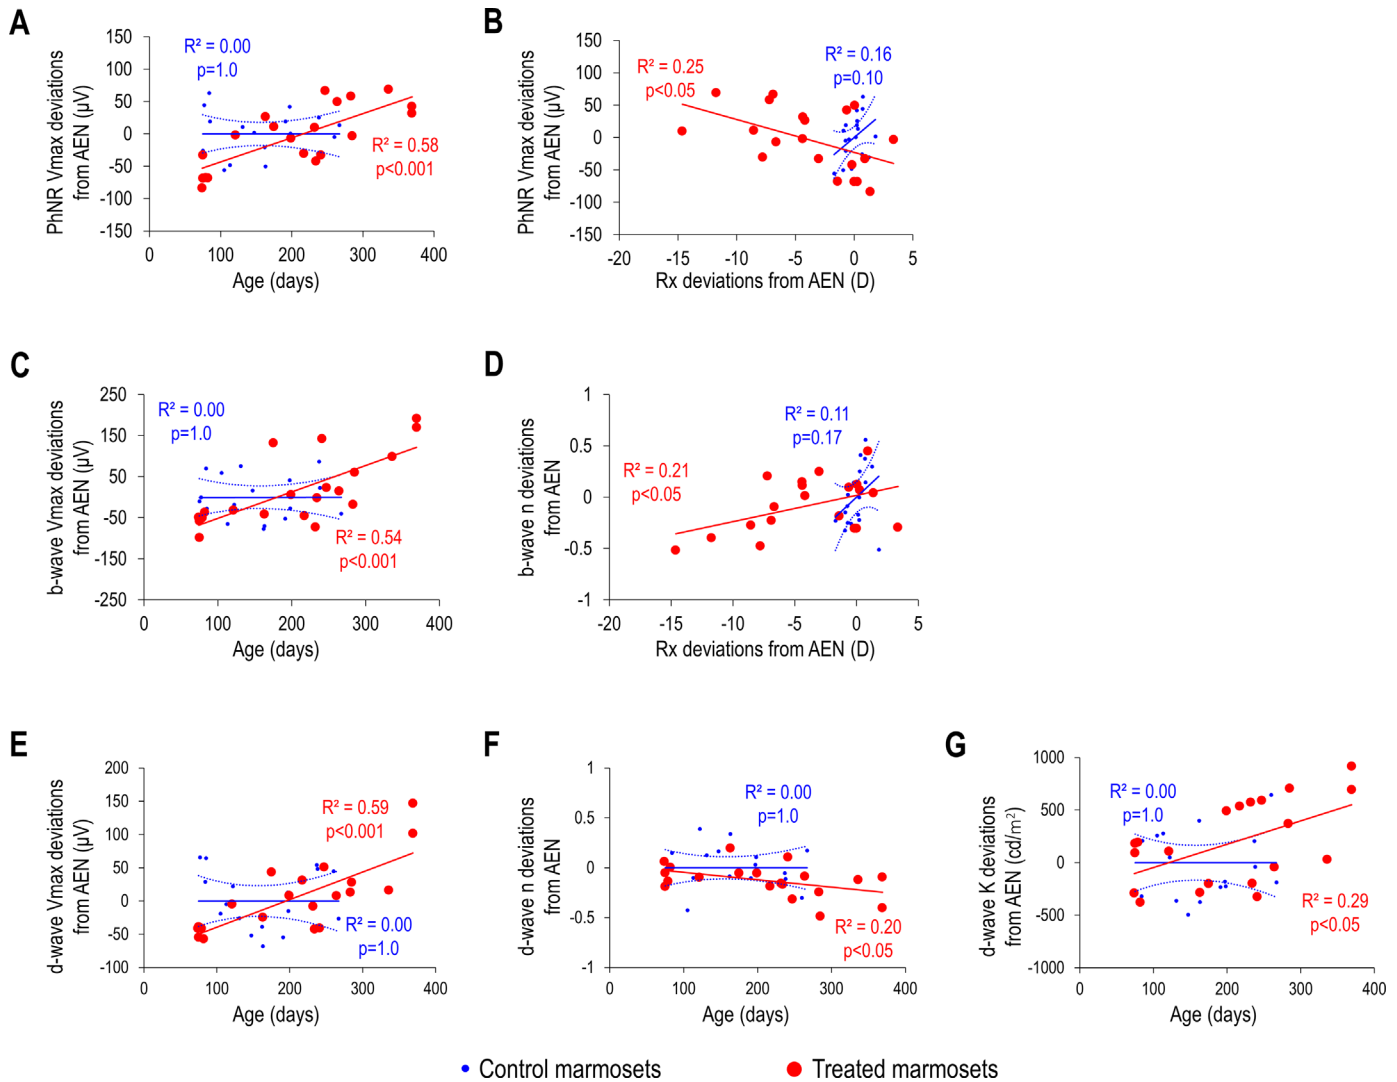 A
PhNR Vmax deviations
from AEN (µV)
150
100
50
0
-50
-100
-150
R² = 0.00
p=1.0
R² = 0.58
p<0.001
0
100
200
300
400
Age (days)
B
PhNR Vmax deviations
from AEN (µV)
150
100
50
0
-50
-100
-150
R² = 0.25
p<0.05
R² = 0.16
p=0.10
-20
-15
-10
-5
0
5
Rx deviations from AEN (D)
C
b-wave Vmax deviations
from AEN (µV)
250
150
50
-50
-150
-250
R² = 0.00
p=1.0
R² = 0.54
p<0.001
0
100
200
300
400
Age (days)
D
b-wave n deviations
from AEN
1
0.5
0
-0.5
-1
R² = 0.21
p<0.05
R² = 0.11
p=0.17
-20
-15
-10
-5
0
5
Rx deviations from AEN (D)
E
d-wave Vmax deviations
from AEN (µV)
200
150
100
50
0
-50
-100
R² = 0.59
p<0.001
R² = 0.00
p=1.0
0
100
200
300
400
Age (days)
F
d-wave n deviations
from AEN
1
0.5
0
-0.5
-1
R² = 0.00
p=1.0
R² = 0.20
p<0.05
0
100
200
300
400
Age (days)
G
d-wave K deviations
from AEN (cd/m²)
1000
500
0
-500
-1000
R² = 0.00
p=1.0
R² = 0.29
p<0.05
0
100
200
300
400
Age (days)
Control marmosets
Treated marmosets